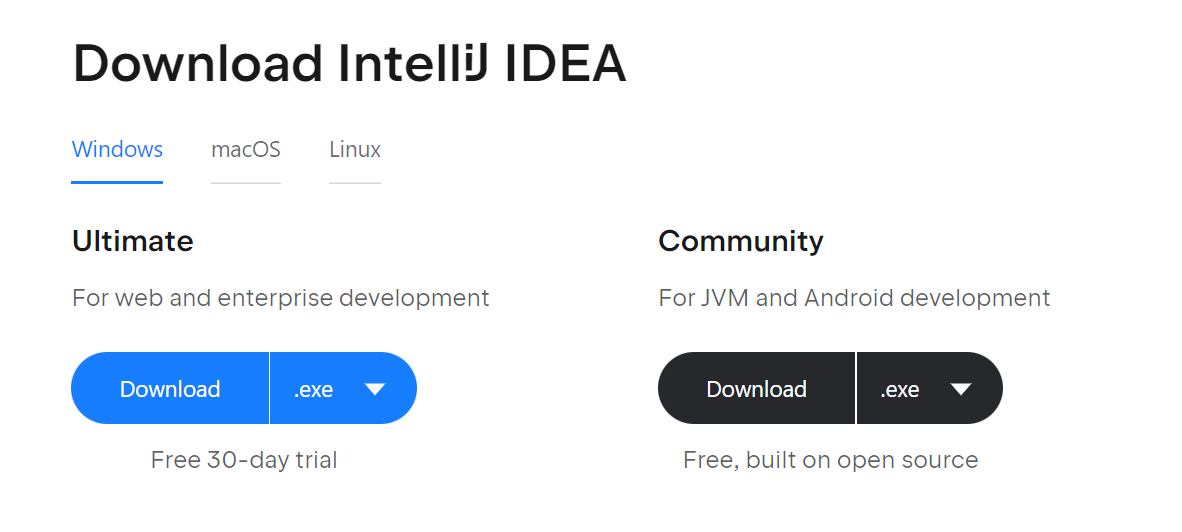 Download IntelliJ IDEA
Windows macOS Linux
Ultimate
For web and enterprise development
Download .exe
Free 30-day trial
Community
For JVM and Android development
Download .exe
Free, built on open source